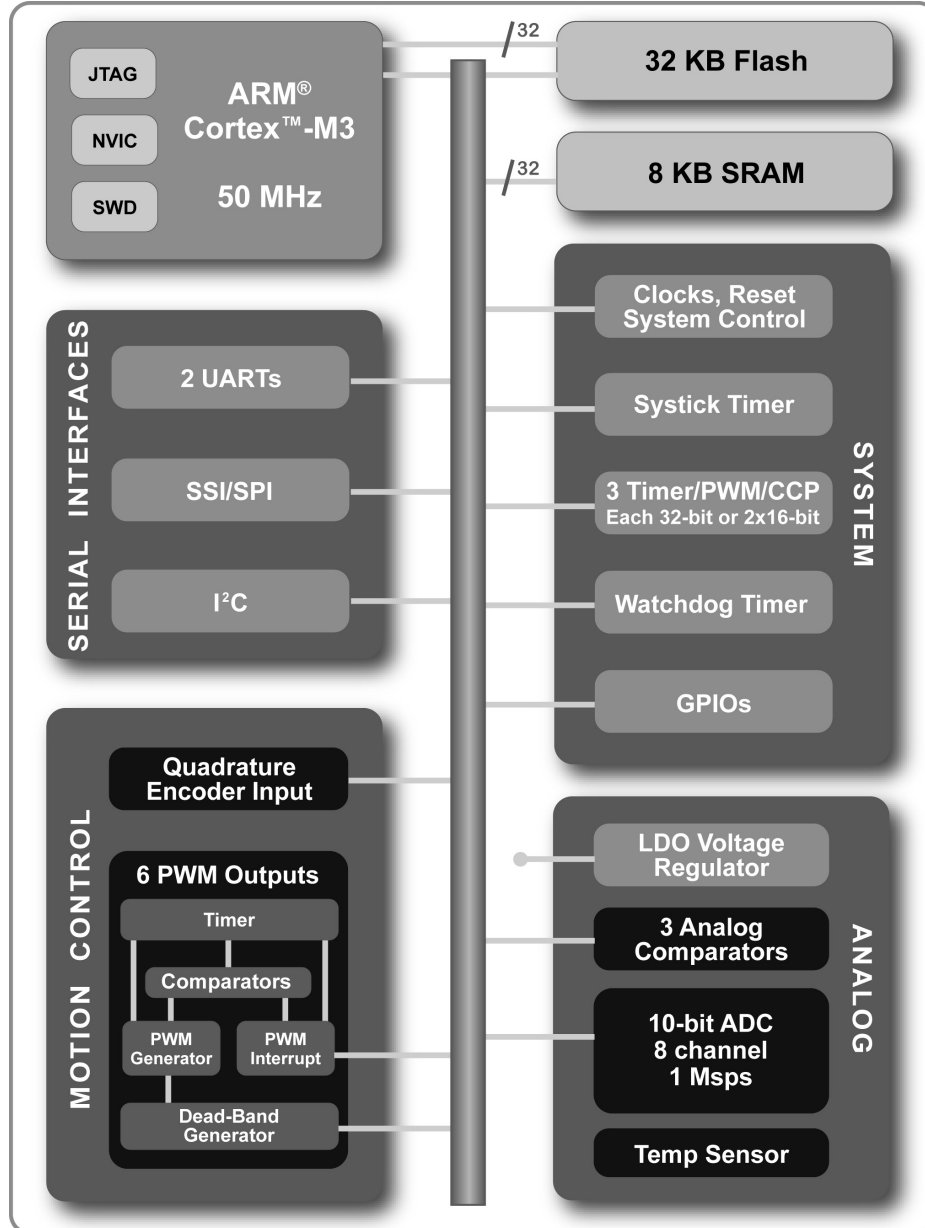 JTAG
NVIC
SWD
ARM®
Cortex™-M3
50 MHz
32
32 KB Flash
32
8 KB SRAM
SERIAL INTERFACES
2 UARTs
SSI/SPI
I²C
SYSTEM
Clocks, Reset
System Control
Systick Timer
3 Timer/PWM/CCP
Each 32-bit or 2x16-bit
Watchdog Timer
GPIOs
MOTION CONTROL
Quadrature
Encoder Input
6 PWM Outputs
Timer
Comparators
PWM
Generator
PWM
Interrupt
Dead-Band
Generator
ANALOG
LDO Voltage
Regulator
3 Analog
Comparators
10-bit ADC
8 channel
1 Msps
Temp Sensor